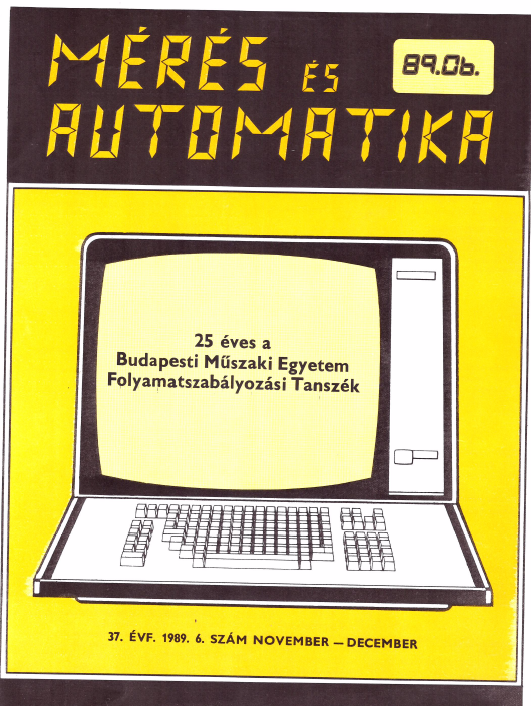 MÉRÉS ÉS
89.06.
AUTOMATIKA
25 éves a
Budapesti Műszaki Egyetem
Folyamatszabályozási Tanszék
37. ÉVF. 1989. 6. SZÁM NOVEMBER — DECEMBER